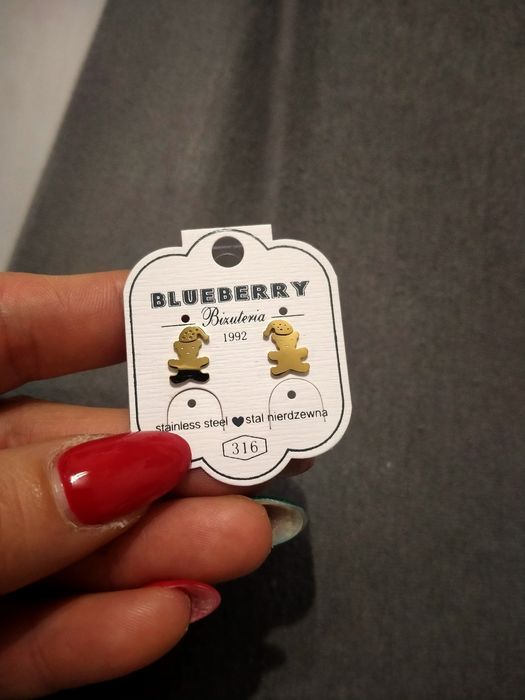 BLUEBERRY
Biżuteria
1992
stainless steel stal nierdzewna
316